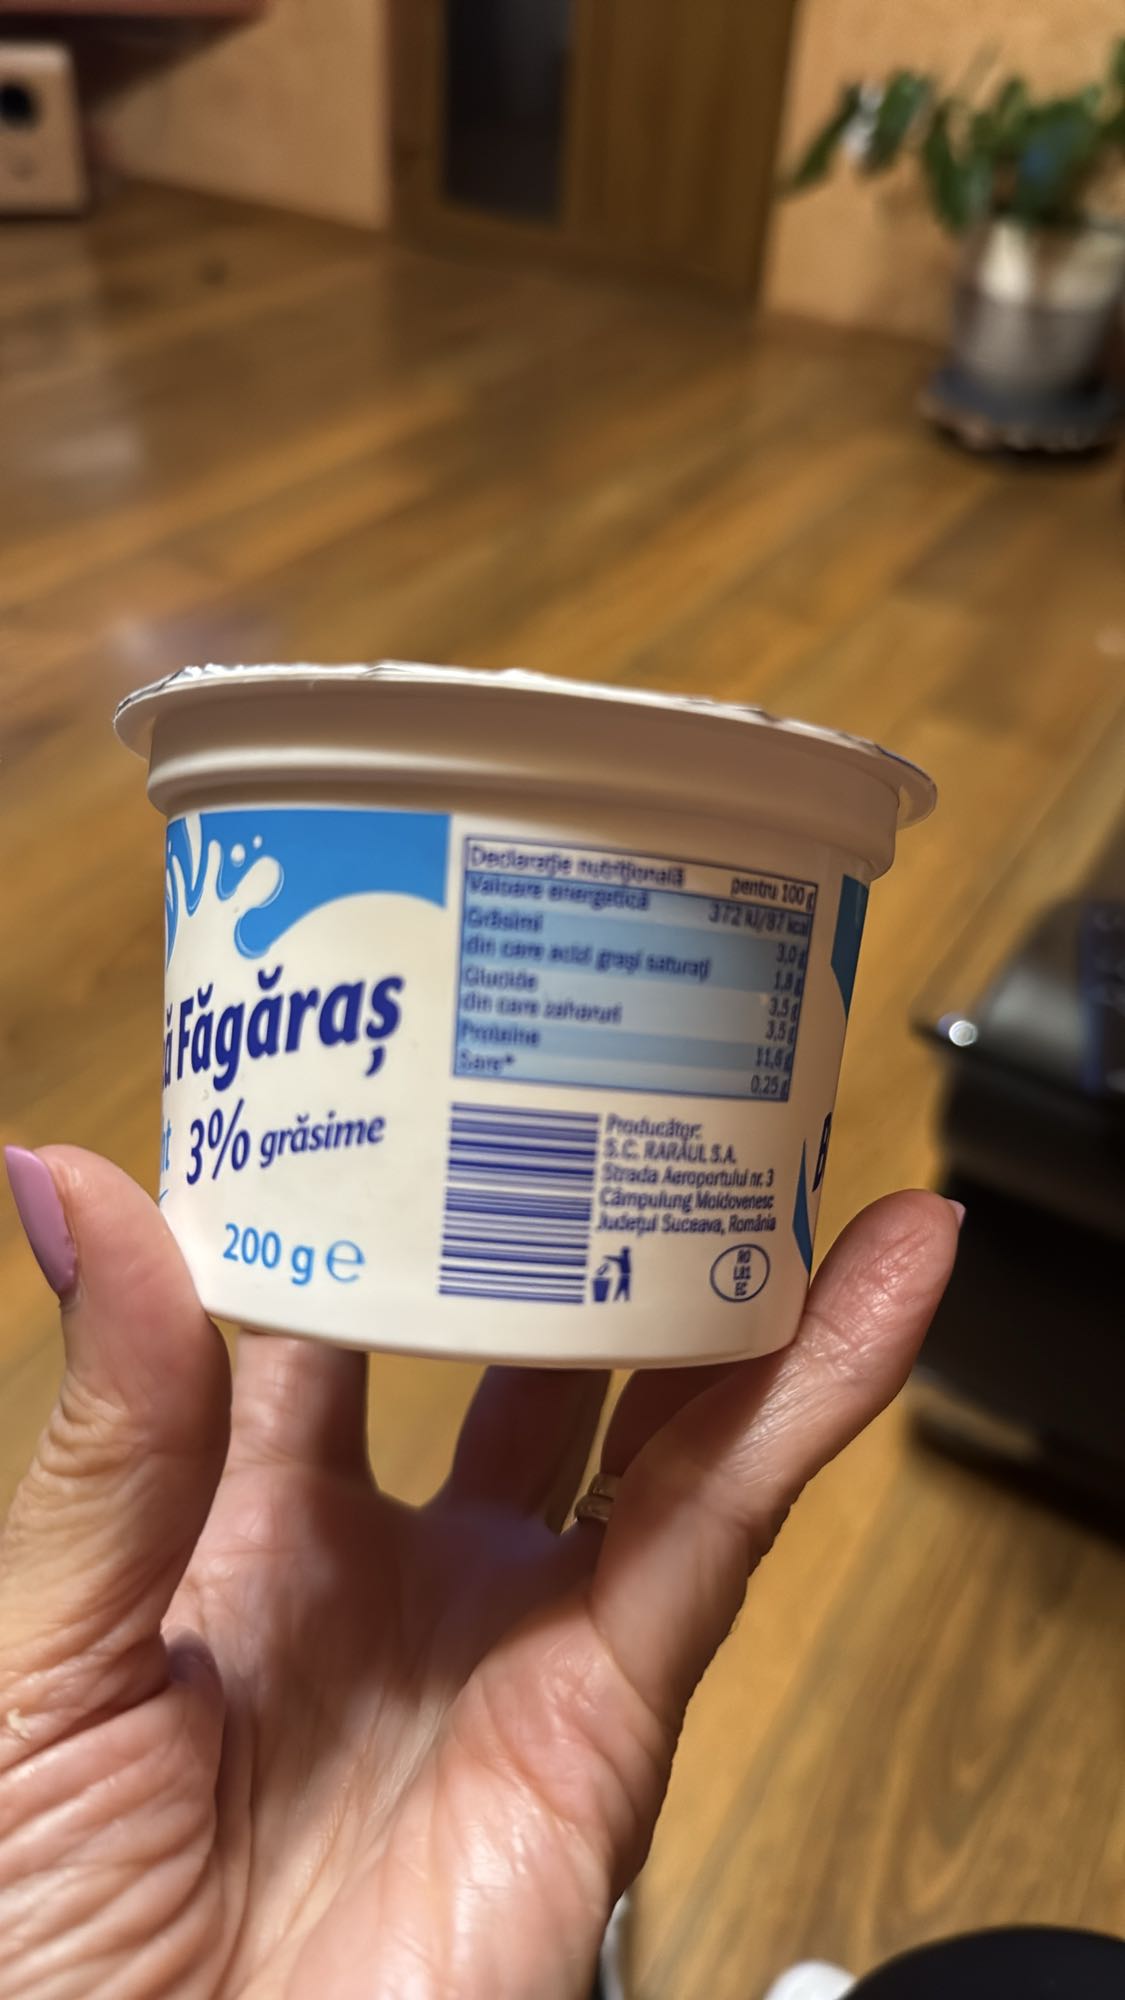 Făgăraș
3% grăsime
200 g e
Declarație nutrițională pentru 100 g
Valoare energetică 372 kJ/87 kcal
Grăsimi 3,0 g
din care acizi grași saturați 1,8 g
Glucide 3,5 g
din care zaharuri 3,5 g
Proteine 11,6 g
Sare* 0,25 g
Producător:
S.C. RARĂUL S.A.
Strada Aeroportului nr. 3
Câmpulung Moldovenesc
Județul Suceava, România
RO
L81
EC